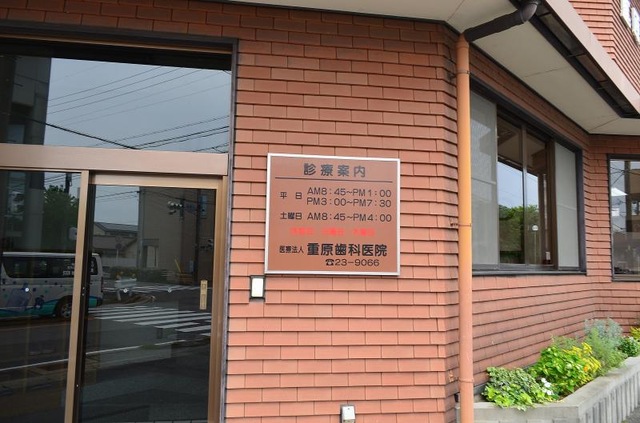 診療案内
平日 AM8:45~PM1:00
PM3:00~PM7:30
土曜日 AM8:45~PM4:00
医療法人 重原歯科医院
☎23-9066